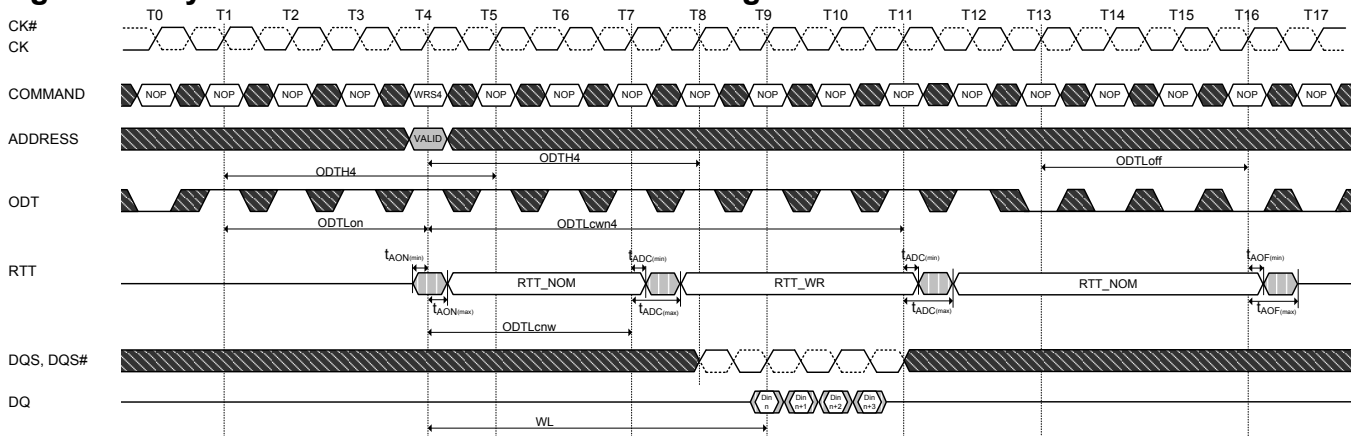 T0 T1 T2 T3 T4 T5 T6 T7 T8 T9 T10 T11 T12 T13 T14 T15 T16 T17
CK#
CK
COMMAND NOP NOP NOP NOP WRS4 NOP NOP NOP NOP NOP NOP NOP NOP NOP NOP NOP NOP NOP
ADDRESS VALID
ODTH4 ODTLoff
ODTH4
ODT
ODTLon ODTLcwn4
tAON(min) tADC(min) tADC(min) tAOF(min)
RTT RTT_NOM RTT_WR RTT_NOM
tAON(max) tADC(max) tADC(max) tAOF(max)
ODTLcnw
DQS, DQS#
DQ Din n Din n+1 Din n+2 Din n+3
WL